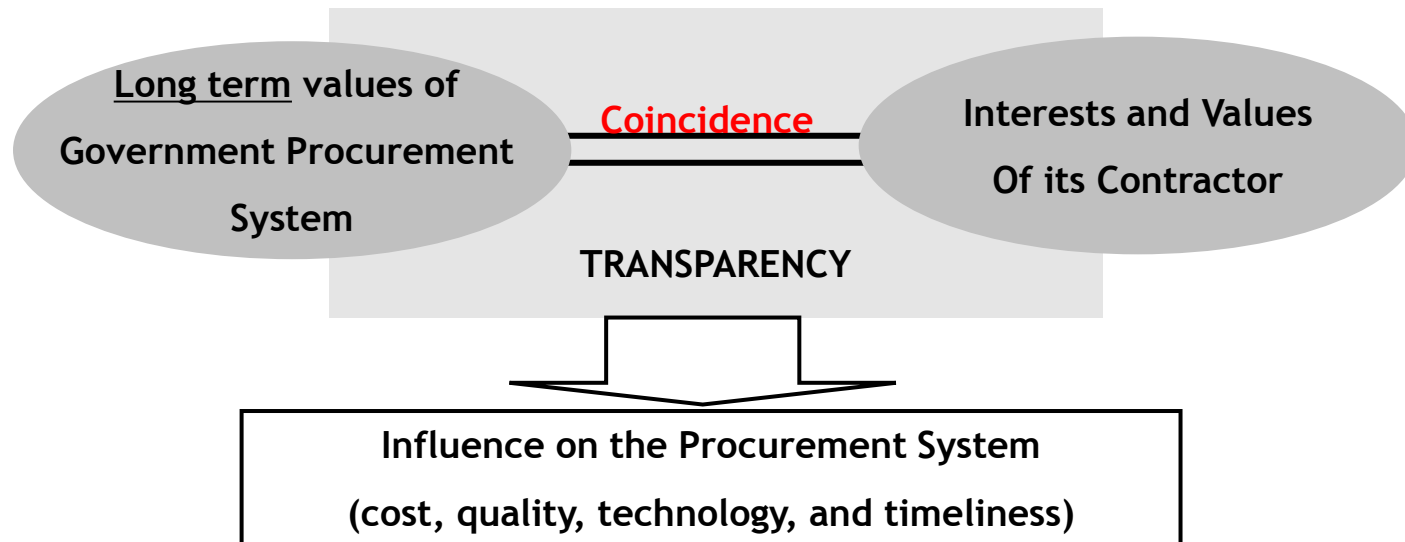 Long term values of
Government Procurement
System
Coincidence
Interests and Values
Of its Contractor
TRANSPARENCY
Influence on the Procurement System
(cost, quality, technology, and timeliness)